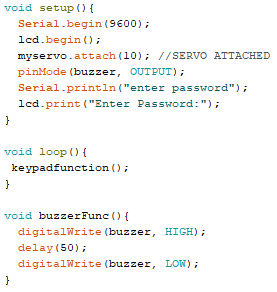 void setup(){
  Serial.begin(9600);
  lcd.begin();
  myservo.attach(10); //SERVO ATTACHED
  pinMode(buzzer, OUTPUT);
  Serial.println("enter password");
  lcd.print("Enter Password:");
}
void loop(){
 keypadfunction();
}
void buzzerFunc(){
  digitalWrite(buzzer, HIGH);
  delay(50);
  digitalWrite(buzzer, LOW);
}